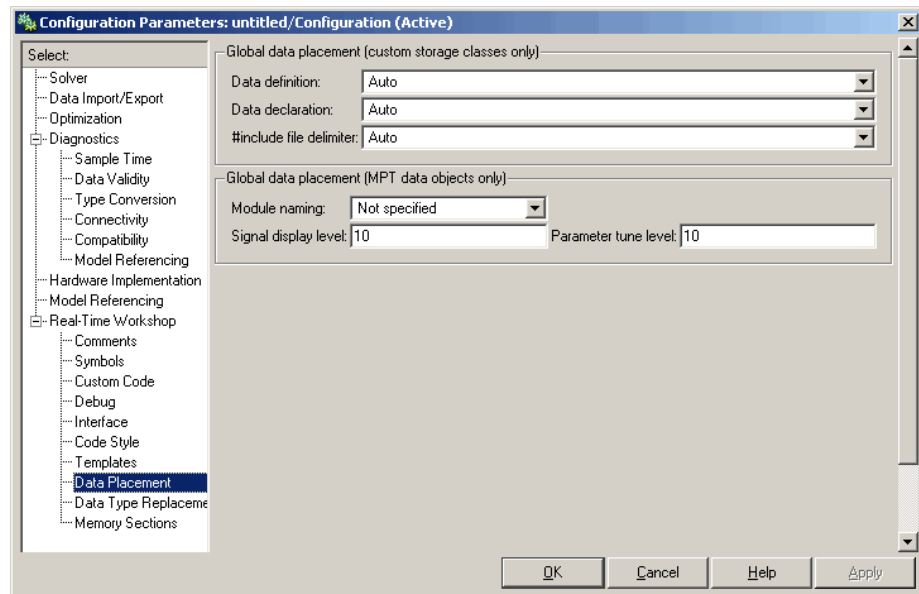 Configuration Parameters: untitled/Configuration (Active)
Select:
Solver
Data Import/Export
Optimization
Diagnostics
Sample Time
Data Validity
Type Conversion
Connectivity
Compatibility
Model Referencing
Hardware Implementation
Model Referencing
Real-Time Workshop
Comments
Symbols
Custom Code
Debug
Interface
Code Style
Templates
Data Placement
Data Type Replaceme
Memory Sections
Global data placement (custom storage classes only)
Data definition: Auto
Data declaration: Auto
#include file delimiter: Auto
Global data placement (MPT data objects only)
Module naming: Not specified
Signal display level: 10 Parameter tune level: 10
OK Cancel Help Apply